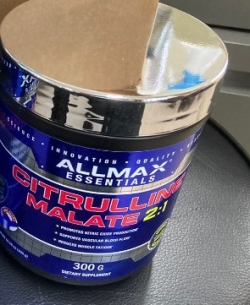 SCIENCE • INNOVATION • QUALITY
ALLMAX
ESSENTIALS
CITRULLINE
MALATE 2:1
• PROMOTES NITRIC OXIDE PRODUCTION
• SUPPORTS VASCULAR BLOOD FLOW
• REDUCES MUSCLE FATIGUE
300 G
DIETARY SUPPLEMENT